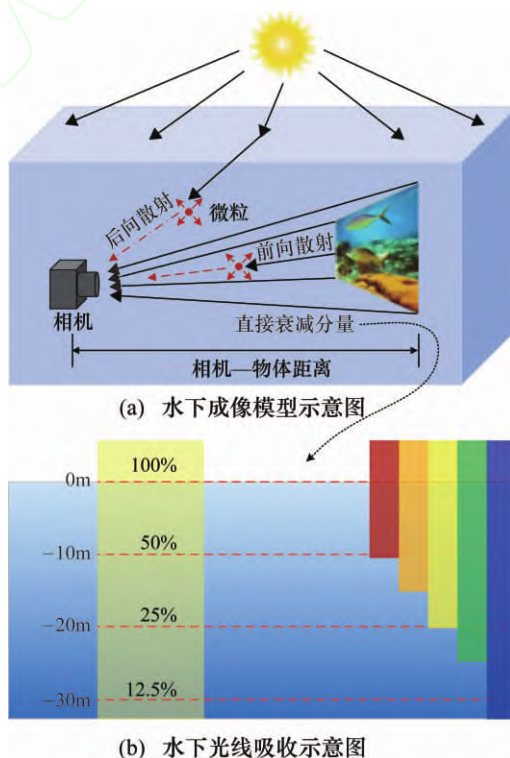 后向散射
微粒
前向散射
相机
直接衰减分量
相机—物体距离
(a) 水下成像模型示意图
100%
0m
50%
−10m
25%
−20m
12.5%
−30m
(b) 水下光线吸收示意图